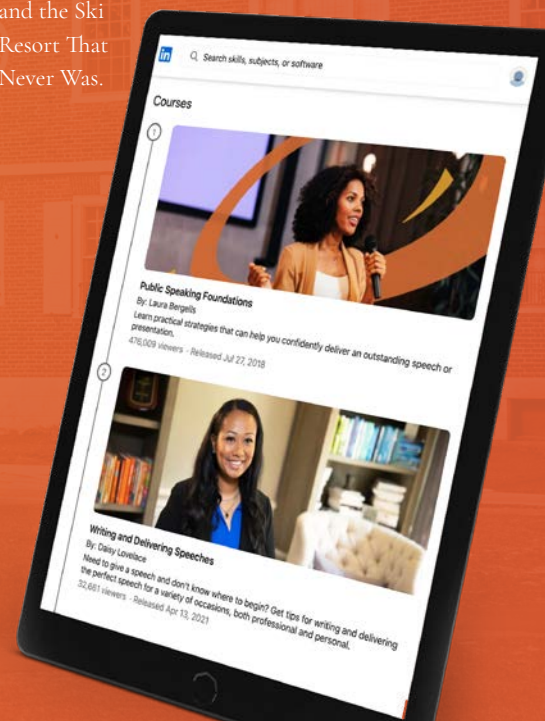 and the Ski
Resort That
Never Was.
in
Search skills, subjects, or software
Courses
1
Public Speaking Foundations
By: Laura Bergells
Learn practical strategies that can help you confidently deliver an outstanding speech or
presentation.
476,009 viewers · Released Jul 27, 2018
2
Writing and Delivering Speeches
By: Daisy Lovelace
Need to give a speech and don't know where to begin? Get tips for writing and delivering
the perfect speech for a variety of occasions, both professional and personal.
32,661 viewers · Released Apr 13, 2021